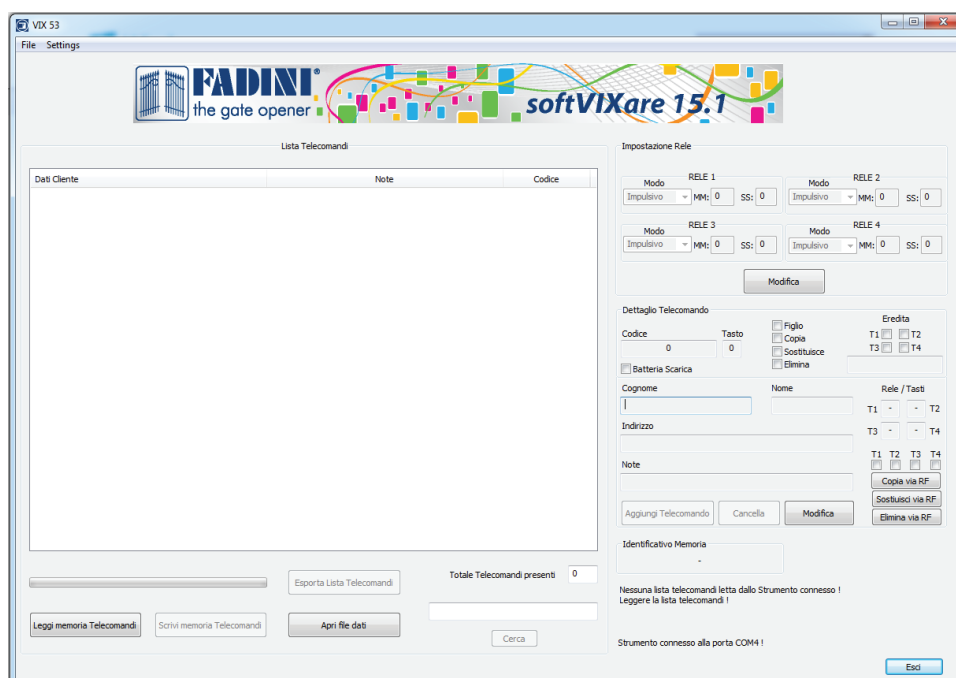 VIX 53
File Settings
FADINI®
the gate opener
softVIXare 15.1
Lista Telecomandi
Dati Cliente Note Codice
Esporta Lista Telecomandi
Totale Telecomandi presenti 0
Leggi memoria Telecomandi
Scrivi memoria Telecomandi
Apri file dati
Cerca
Impostazione Rele
RELE 1 RELE 2
Modo Modo
Impulsivo MM: 0 SS: 0 Impulsivo MM: 0 SS: 0
RELE 3 RELE 4
Modo Modo
Impulsivo MM: 0 SS: 0 Impulsivo MM: 0 SS: 0
Modifica
Dettaglio Telecomando
Codice Tasto
0 0
Batteria Scarica
Figlio
Copia
Sostituisce
Elimina
Eredita
T1 T2
T3 T4
Cognome Nome
Indirizzo
Note
Rele / Tasti
T1 - - T2
T3 - - T4
T1 T2 T3 T4
Copia via RF
Sostiuisci via RF
Elimina via RF
Aggiungi Telecomando Cancella Modifica
Identificativo Memoria
-
Nessuna lista telecomandi letta dallo Strumento connesso !
Leggere la lista telecomandi !
Strumento connesso alla porta COM4 !
Esci